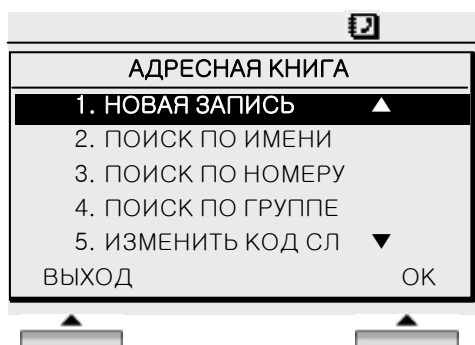 АДРЕСНАЯ КНИГА
1. НОВАЯ ЗАПИСЬ
2. ПОИСК ПО ИМЕНИ
3. ПОИСК ПО НОМЕРУ
4. ПОИСК ПО ГРУППЕ
5. ИЗМЕНИТЬ КОД СЛ
ВЫХОД OK